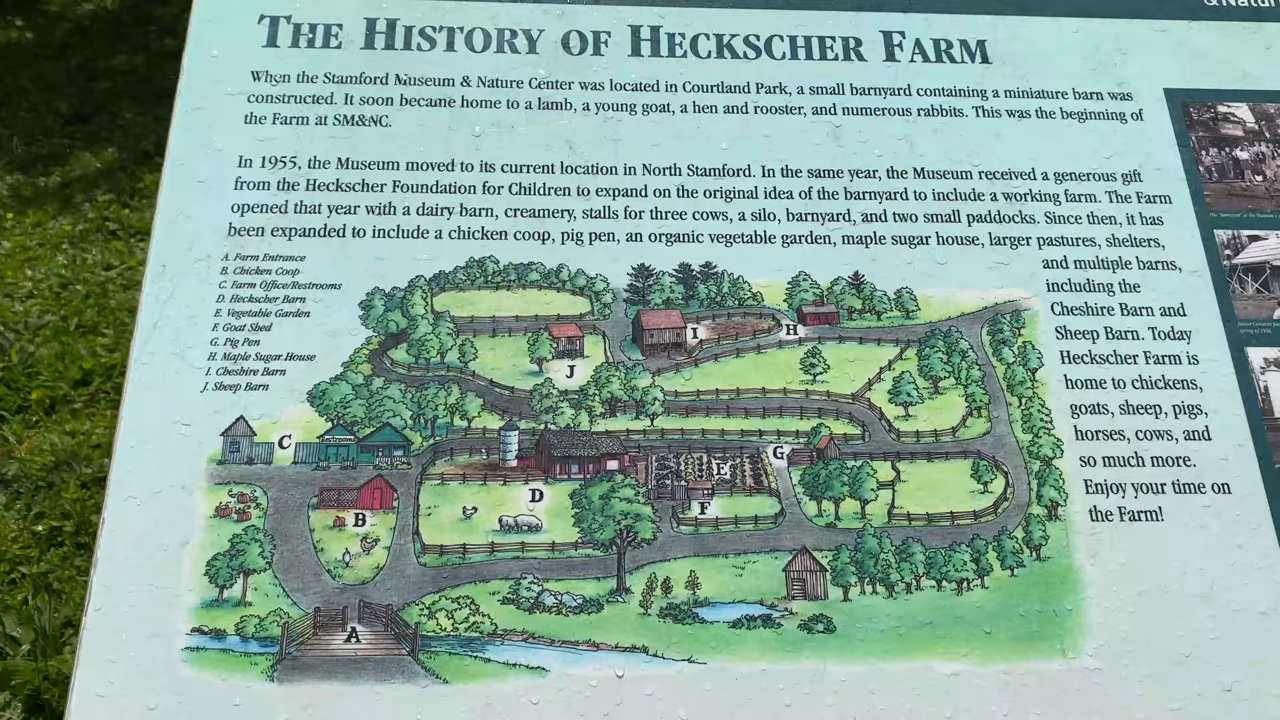 & Natur
THE HISTORY OF HECKSCHER FARM
When the Stamford Museum & Nature Center was located in Courtland Park, a small barnyard containing a miniature barn was
constructed. It soon became home to a lamb, a young goat, a hen and rooster, and numerous rabbits. This was the beginning of
the Farm at SM&NC.
In 1955, the Museum moved to its current location in North Stamford. In the same year, the Museum received a generous gift
from the Heckscher Foundation for Children to expand on the original idea of the barnyard to include a working farm. The Farm
opened that year with a dairy barn, creamery, stalls for three cows, a silo, barnyard, and two small paddocks. Since then, it has
been expanded to include a chicken coop, pig pen, an organic vegetable garden, maple sugar house, larger pastures, shelters,
and multiple barns,
including the
Cheshire Barn and
Sheep Barn. Today
Heckscher Farm is
home to chickens,
goats, sheep, pigs,
horses, cows, and
so much more.
Enjoy your time on
the Farm!
A. Farm Entrance
B. Chicken Coop
C. Farm Office/Restrooms
D. Heckscher Barn
E. Vegetable Garden
F. Goat Shed
G. Pig Pen
H. Maple Sugar House
I. Cheshire Barn
J. Sheep Barn
I
H
J
C
Restrooms
G
E
D
F
B
A